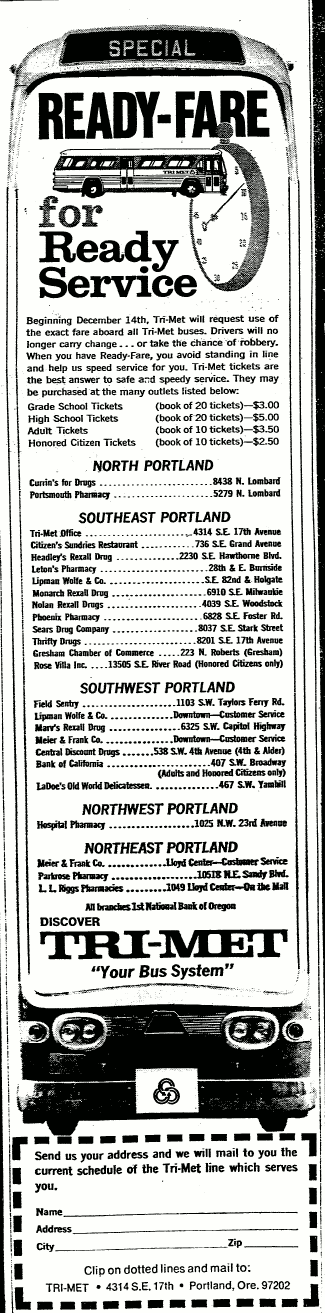 SPECIAL
READY-FARE
TRI-MET
for
Ready
Service
Beginning December 14th, Tri-Met will request use of
the exact fare aboard all Tri-Met buses. Drivers will no
longer carry change . . . or take the chance of robbery.
When you have Ready-Fare, you avoid standing in line
and help us speed service for you. Tri-Met tickets are
the best answer to safe and speedy service. They may
be purchased at the many outlets listed below:
Grade School Tickets (book of 20 tickets)—$3.00
High School Tickets (book of 20 tickets)—$5.00
Adult Tickets (book of 10 tickets)—$3.50
Honored Citizen Tickets (book of 10 tickets)—$2.50
NORTH PORTLAND
Currin's for Drugs ........................8438 N. Lombard
Portsmouth Pharmacy ......................5279 N. Lombard
SOUTHEAST PORTLAND
Tri-Met Office ........................4314 S.E. 17th Avenue
Citizen's Sundries Restaurant ............736 S.E. Grand Avenue
Headley's Rexall Drug ..............2230 S.E. Hawthorne Blvd.
Leton's Pharmacy ........................28th & E. Burnside
Lipman Wolfe & Co. ....................S.E. 82nd & Holgate
Monarch Rexall Drug ....................6910 S.E. Milwaukie
Nolan Rexall Drugs ....................4039 S.E. Woodstock
Phoenix Pharmacy ....................6828 S.E. Foster Rd.
Sears Drug Company ..................8037 S.E. Stark Street
Thrifty Drugs ........................8201 S.E. 17th Avenue
Gresham Chamber of Commerce .....223 N. Roberts (Gresham)
Rose Villa Inc. ....13505 S.E. River Road (Honored Citizens only)
SOUTHWEST PORTLAND
Field Sentry ......................1103 S.W. Taylors Ferry Rd.
Lipman Wolfe & Co. ..............Downtown—Customer Service
Marv's Rexall Drug ................6325 S.W. Capitol Highway
Meier & Frank Co. ................Downtown—Customer Service
Central Discount Drugs ......538 S.W. 4th Avenue (4th & Alder)
Bank of California ......................407 S.W. Broadway
(Adults and Honored Citizens only)
LaDoe's Old World Delicatessen. .............467 S.W. Yamhill
NORTHWEST PORTLAND
Hospital Pharmacy ..................1025 N.W. 23rd Avenue
NORTHEAST PORTLAND
Meier & Frank Co. .............Lloyd Center—Customer Service
Parkrose Pharmacy ..................10518 N.E. Sandy Blvd.
L. L. Riggs Pharmacies .........1049 Lloyd Center—On the Mall
All branches 1st National Bank of Oregon
DISCOVER
TRI-MET
"Your Bus System"
Send us your address and we will mail to you the
current schedule of the Tri-Met line which serves
you.
Name
Address
City Zip
Clip on dotted lines and mail to:
TRI-MET • 4314 S.E. 17th • Portland, Ore. 97202